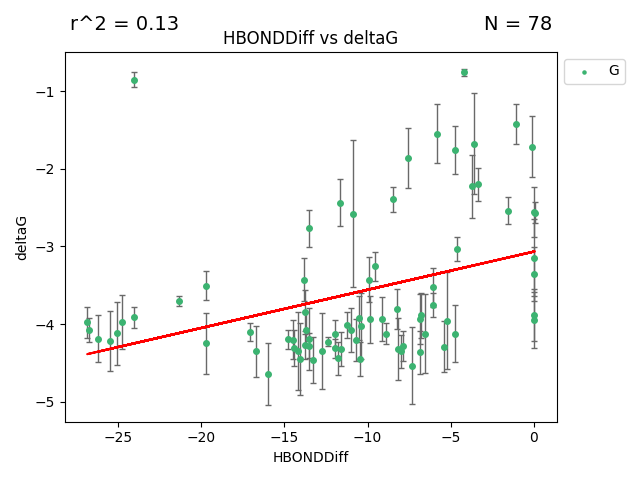 r^2 = 0.13
N = 78
HBONDDiff vs deltaG
G
deltaG
−1
−2
−3
−4
−5
−25
−20
−15
−10
−5
0
HBONDDiff